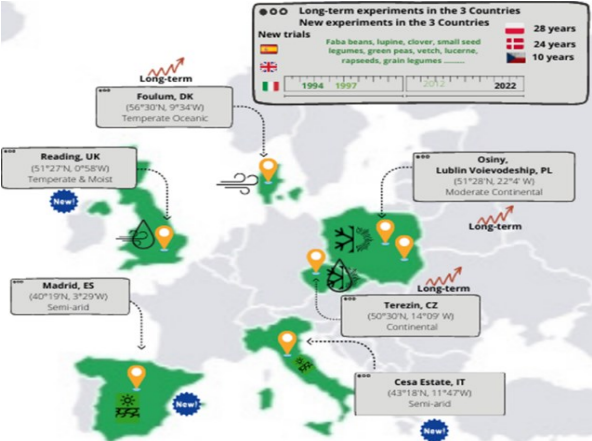 Long-term experiments in the 3 Countries
New experiments in the 3 Countries
New trials
Faba beans, lupine, clover, small seed
legumes, green peas, vetch, lucerne,
rapseeds, grain legumes
28 years
24 years
10 years
1994 1997 2012 2022
Long-term
Foulum, DK
(56°30'N, 9°34'W)
Temperate Oceanic
Reading, UK
(51°27'N, 0°58'W)
Temperate & Moist
New!
Osiny,
Lublin Voievodeship, PL
(51°28'N, 22°4' W)
Moderate Continental
Long-term
Madrid, ES
(40°19'N, 3°29'W)
Semi-arid
New!
Long-term
Terezin, CZ
(50°30'N, 14°09' W)
Continental
Cesa Estate, IT
(43°18'N, 11°47'W)
Semi-arid
New!